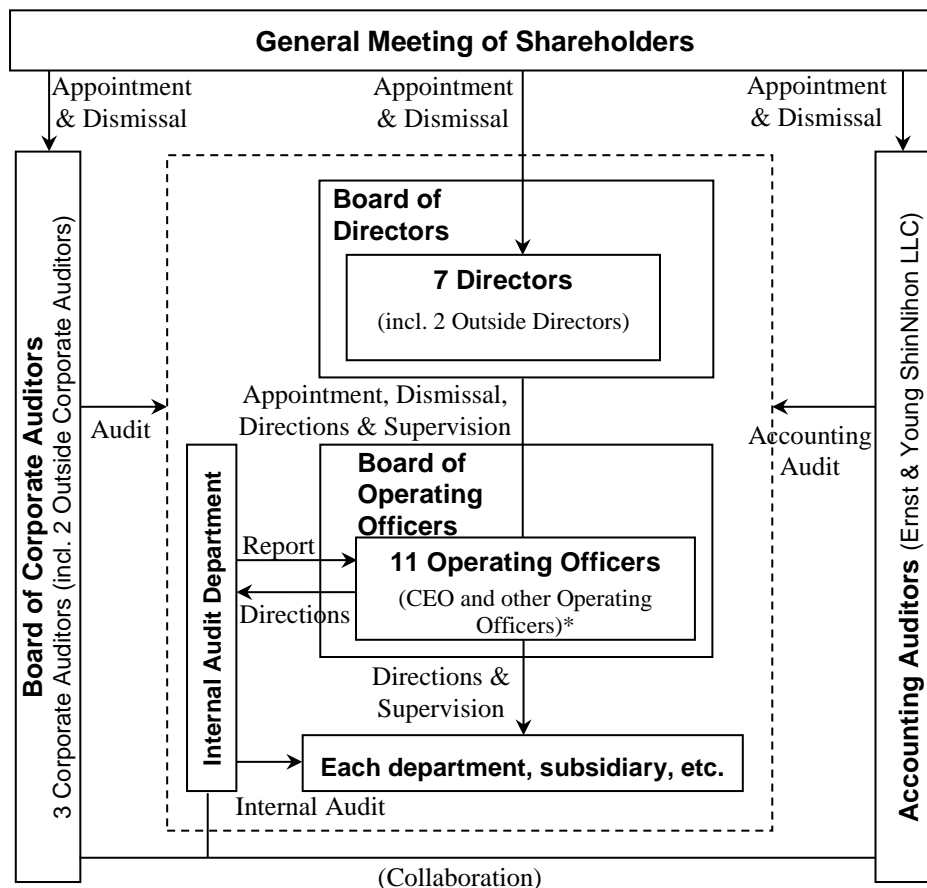 General Meeting of Shareholders
Appointment
& Dismissal
Appointment
& Dismissal
Appointment
& Dismissal
Board of Corporate Auditors
3 Corporate Auditors (incl. 2 Outside Corporate Auditors)
Board of
Directors
7 Directors
(incl. 2 Outside Directors)
Accounting Auditors (Ernst & Young ShinNihon LLC)
Audit
Appointment, Dismissal,
Directions & Supervision
Accounting
Audit
Internal Audit Department
Board of
Operating
Officers
Report
11 Operating Officers
(CEO and other Operating
Officers)*
Directions
Directions &
Supervision
Each department, subsidiary, etc.
Internal Audit
(Collaboration)